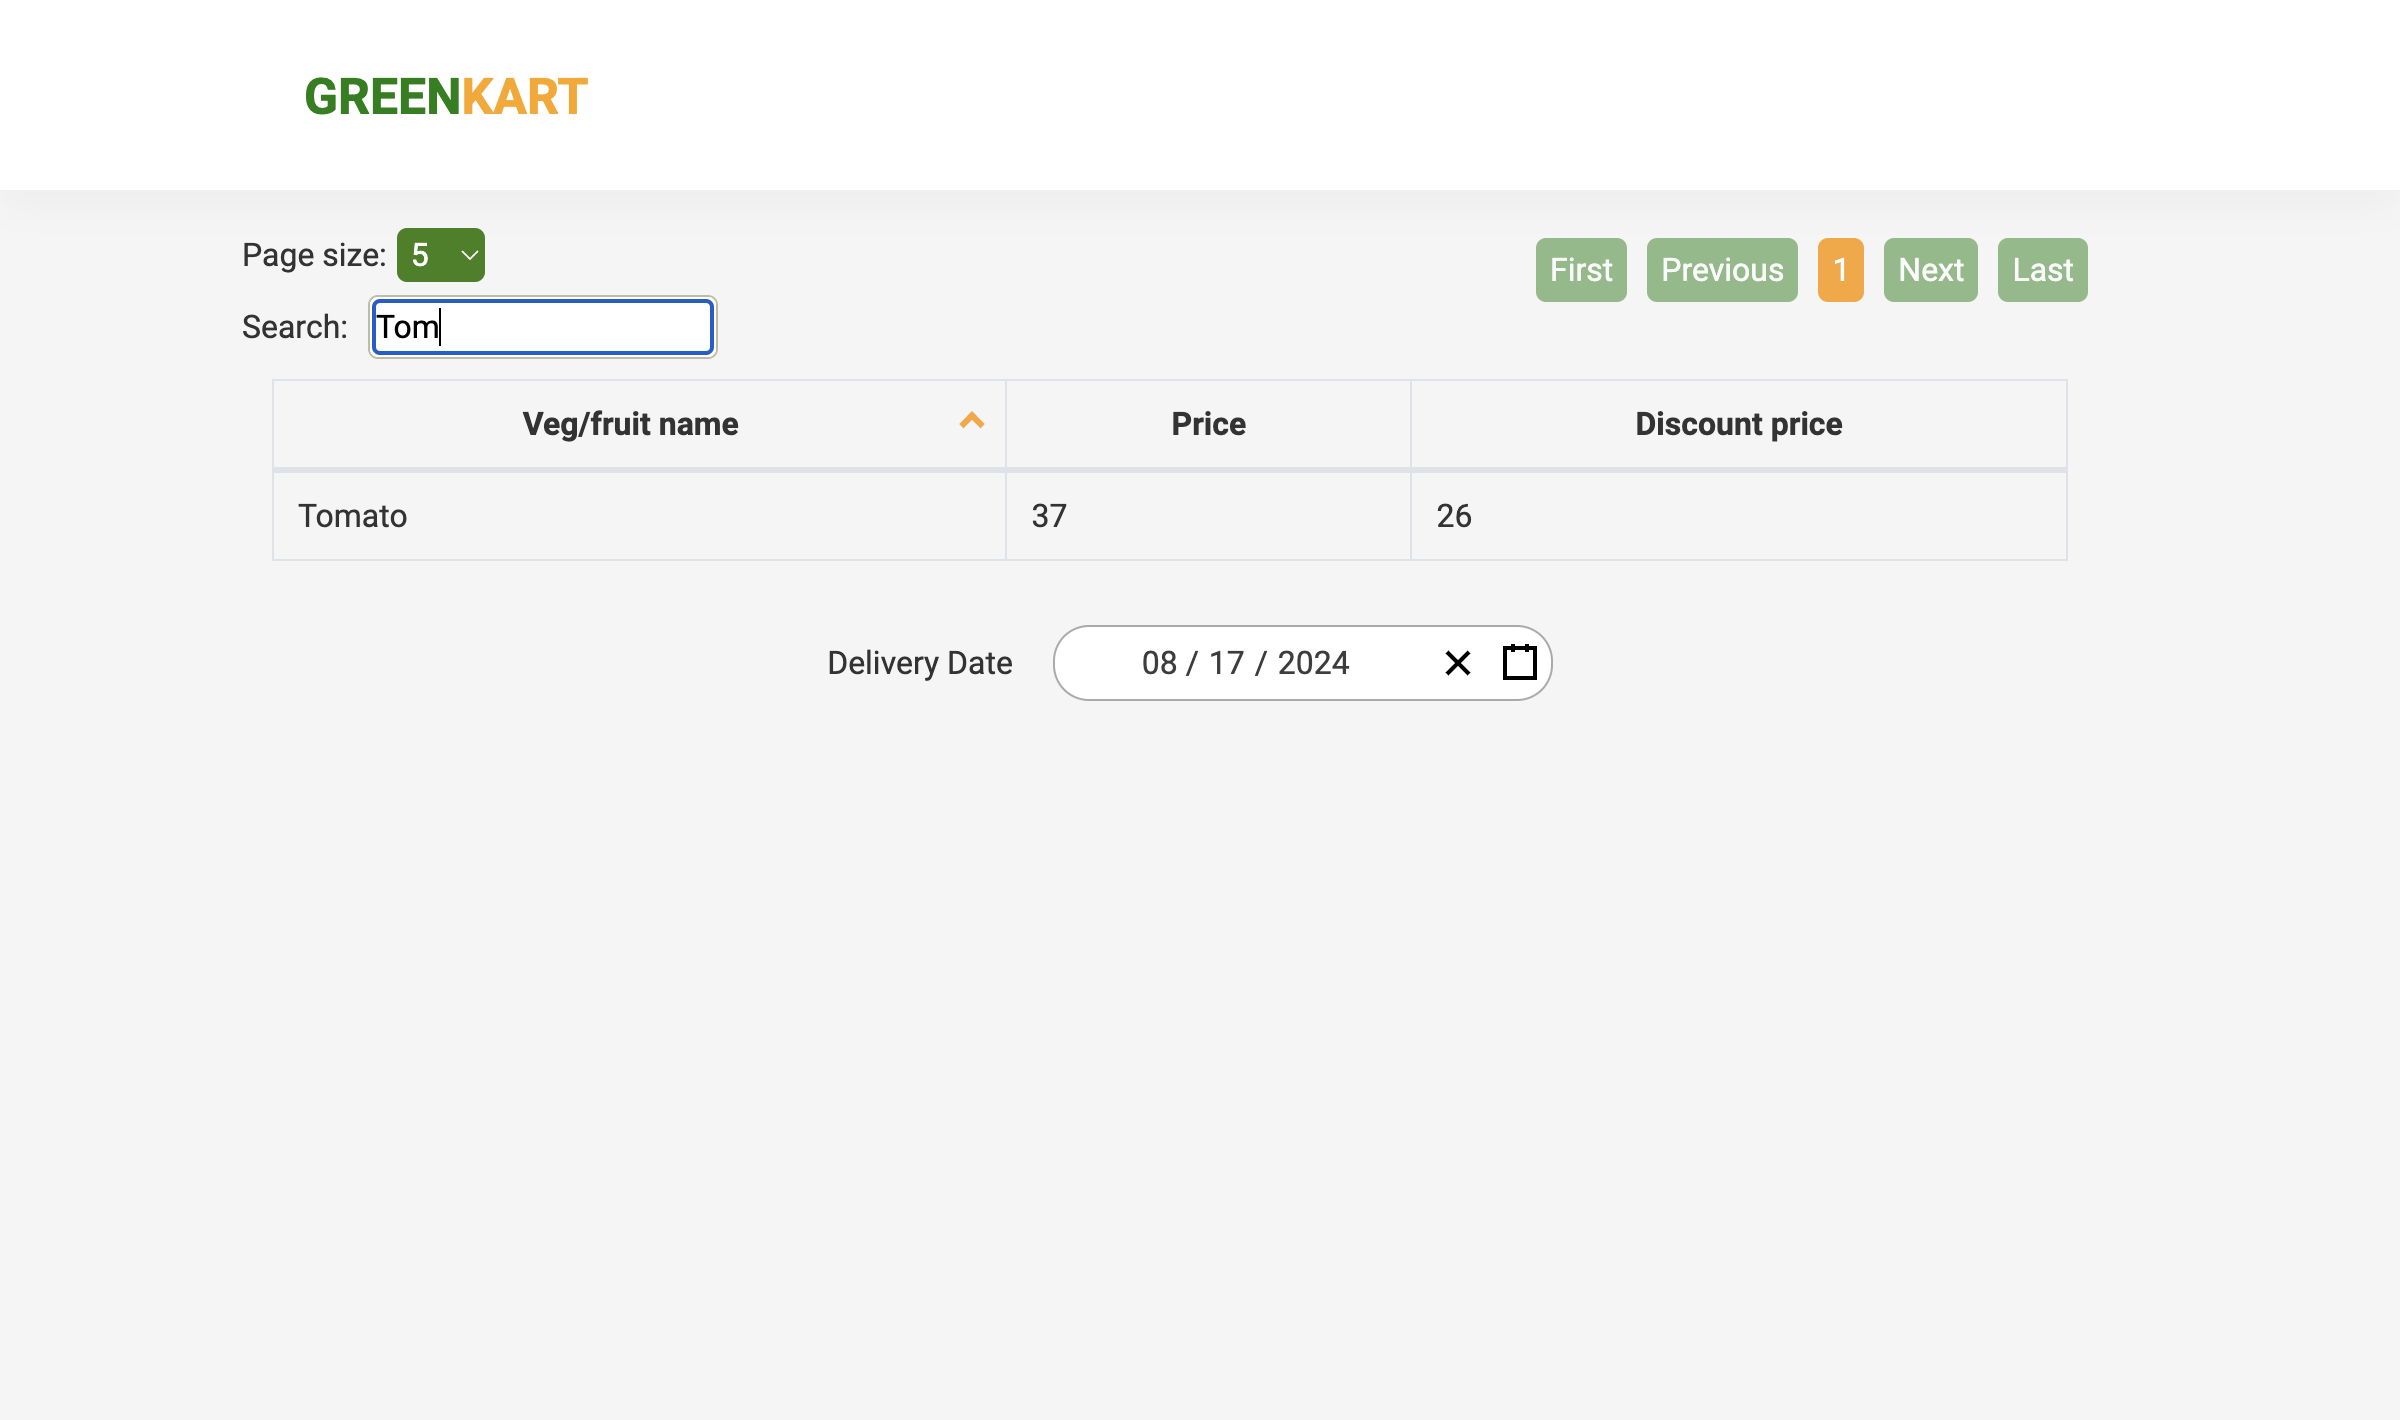 GREENKART
Page size: 5
First Previous 1 Next Last
Search: Tom
Veg/fruit name Price Discount price
Tomato 37 26
Delivery Date 08 / 17 / 2024